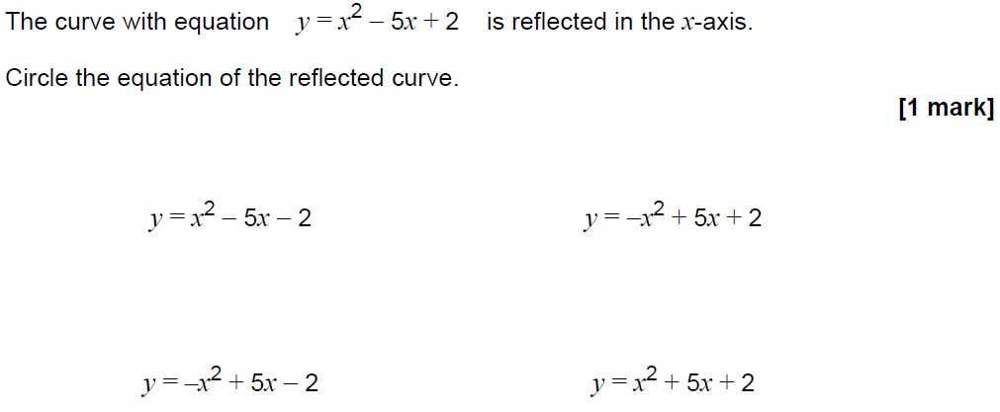 The curve with equation y = x² – 5x + 2 is reflected in the x-axis.
Circle the equation of the reflected curve.
[1 mark]
y = x² – 5x – 2 y = –x² + 5x + 2
y = –x² + 5x – 2 y = x² + 5x + 2